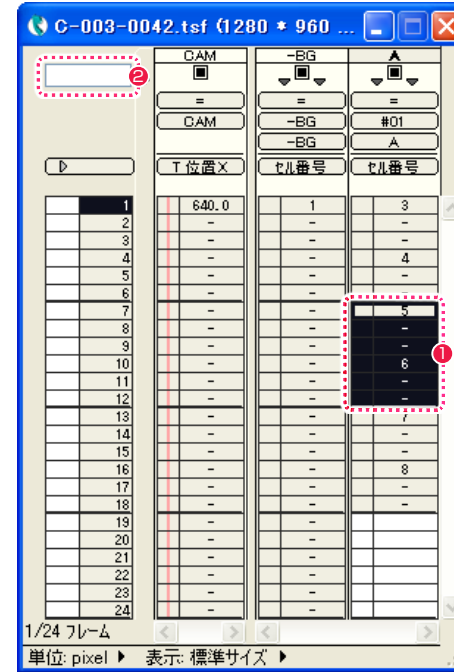 C-003-0042.tsf (1280 * 960 ...
2
CAM -BG A
= = =
CAM -BG #01
-BG A
T 位置X セル番号 セル番号
1 640.0 1 3
2 - - -
3 - - -
4 - - 4
5 - - -
6 - - -
7 - - 5
8 - - -
9 - - - 1
10 - - 6
11 - - -
12 - - -
13 - - 7
14 - - -
15 - - -
16 - - 8
17 - - -
18 - - -
19 - -
20 - -
21 - -
22 - -
23 - -
24 - -
1/24 フレーム
単位: pixel 表示: 標準サイズ